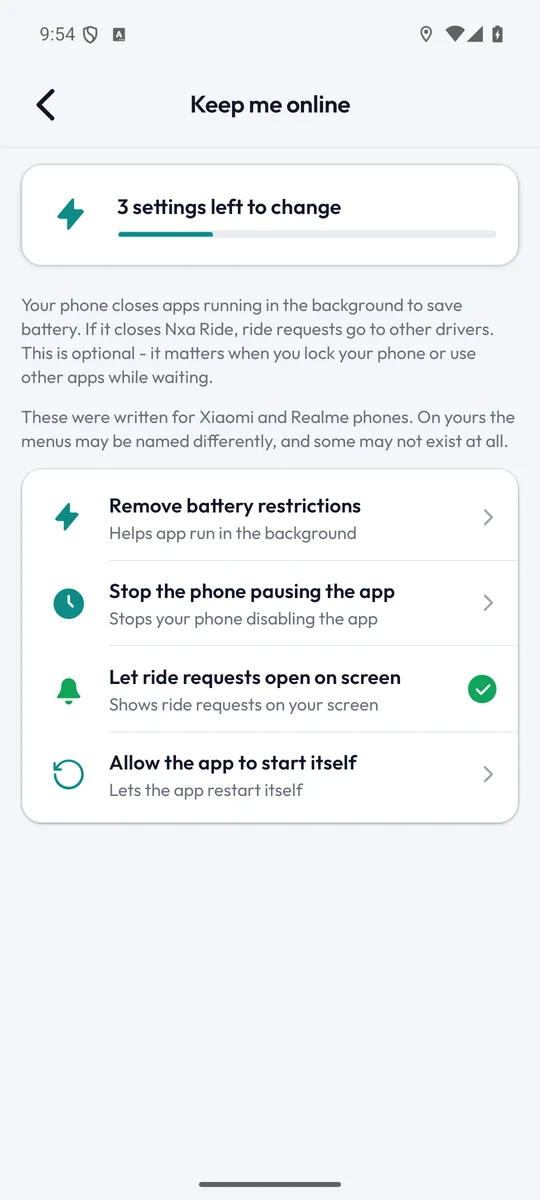 9:54
Keep me online
3 settings left to change
Your phone closes apps running in the background to save
battery. If it closes Nxa Ride, ride requests go to other drivers.
This is optional - it matters when you lock your phone or use
other apps while waiting.
These were written for Xiaomi and Realme phones. On yours the
menus may be named differently, and some may not exist at all.
Remove battery restrictions
Helps app run in the background
Stop the phone pausing the app
Stops your phone disabling the app
Let ride requests open on screen
Shows ride requests on your screen
Allow the app to start itself
Lets the app restart itself